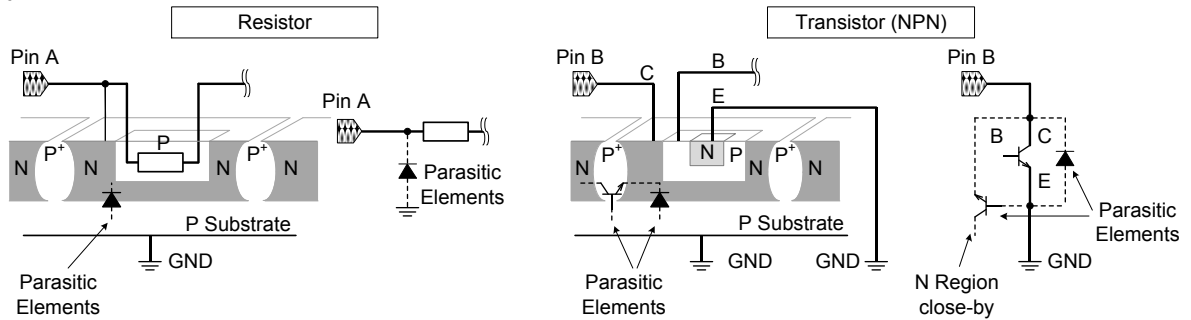 Resistor
Transistor (NPN)
Pin A
Pin B
C
B
E
Pin B
Pin A
N
P+
N
P
P+
N
N
P+
N
N
P
P+
N
B
C
E
Parasitic
Elements
P Substrate
GND
Parasitic
Elements
P Substrate
GND
GND
Parasitic
Elements
Parasitic
Elements
GND
N Region
close-by